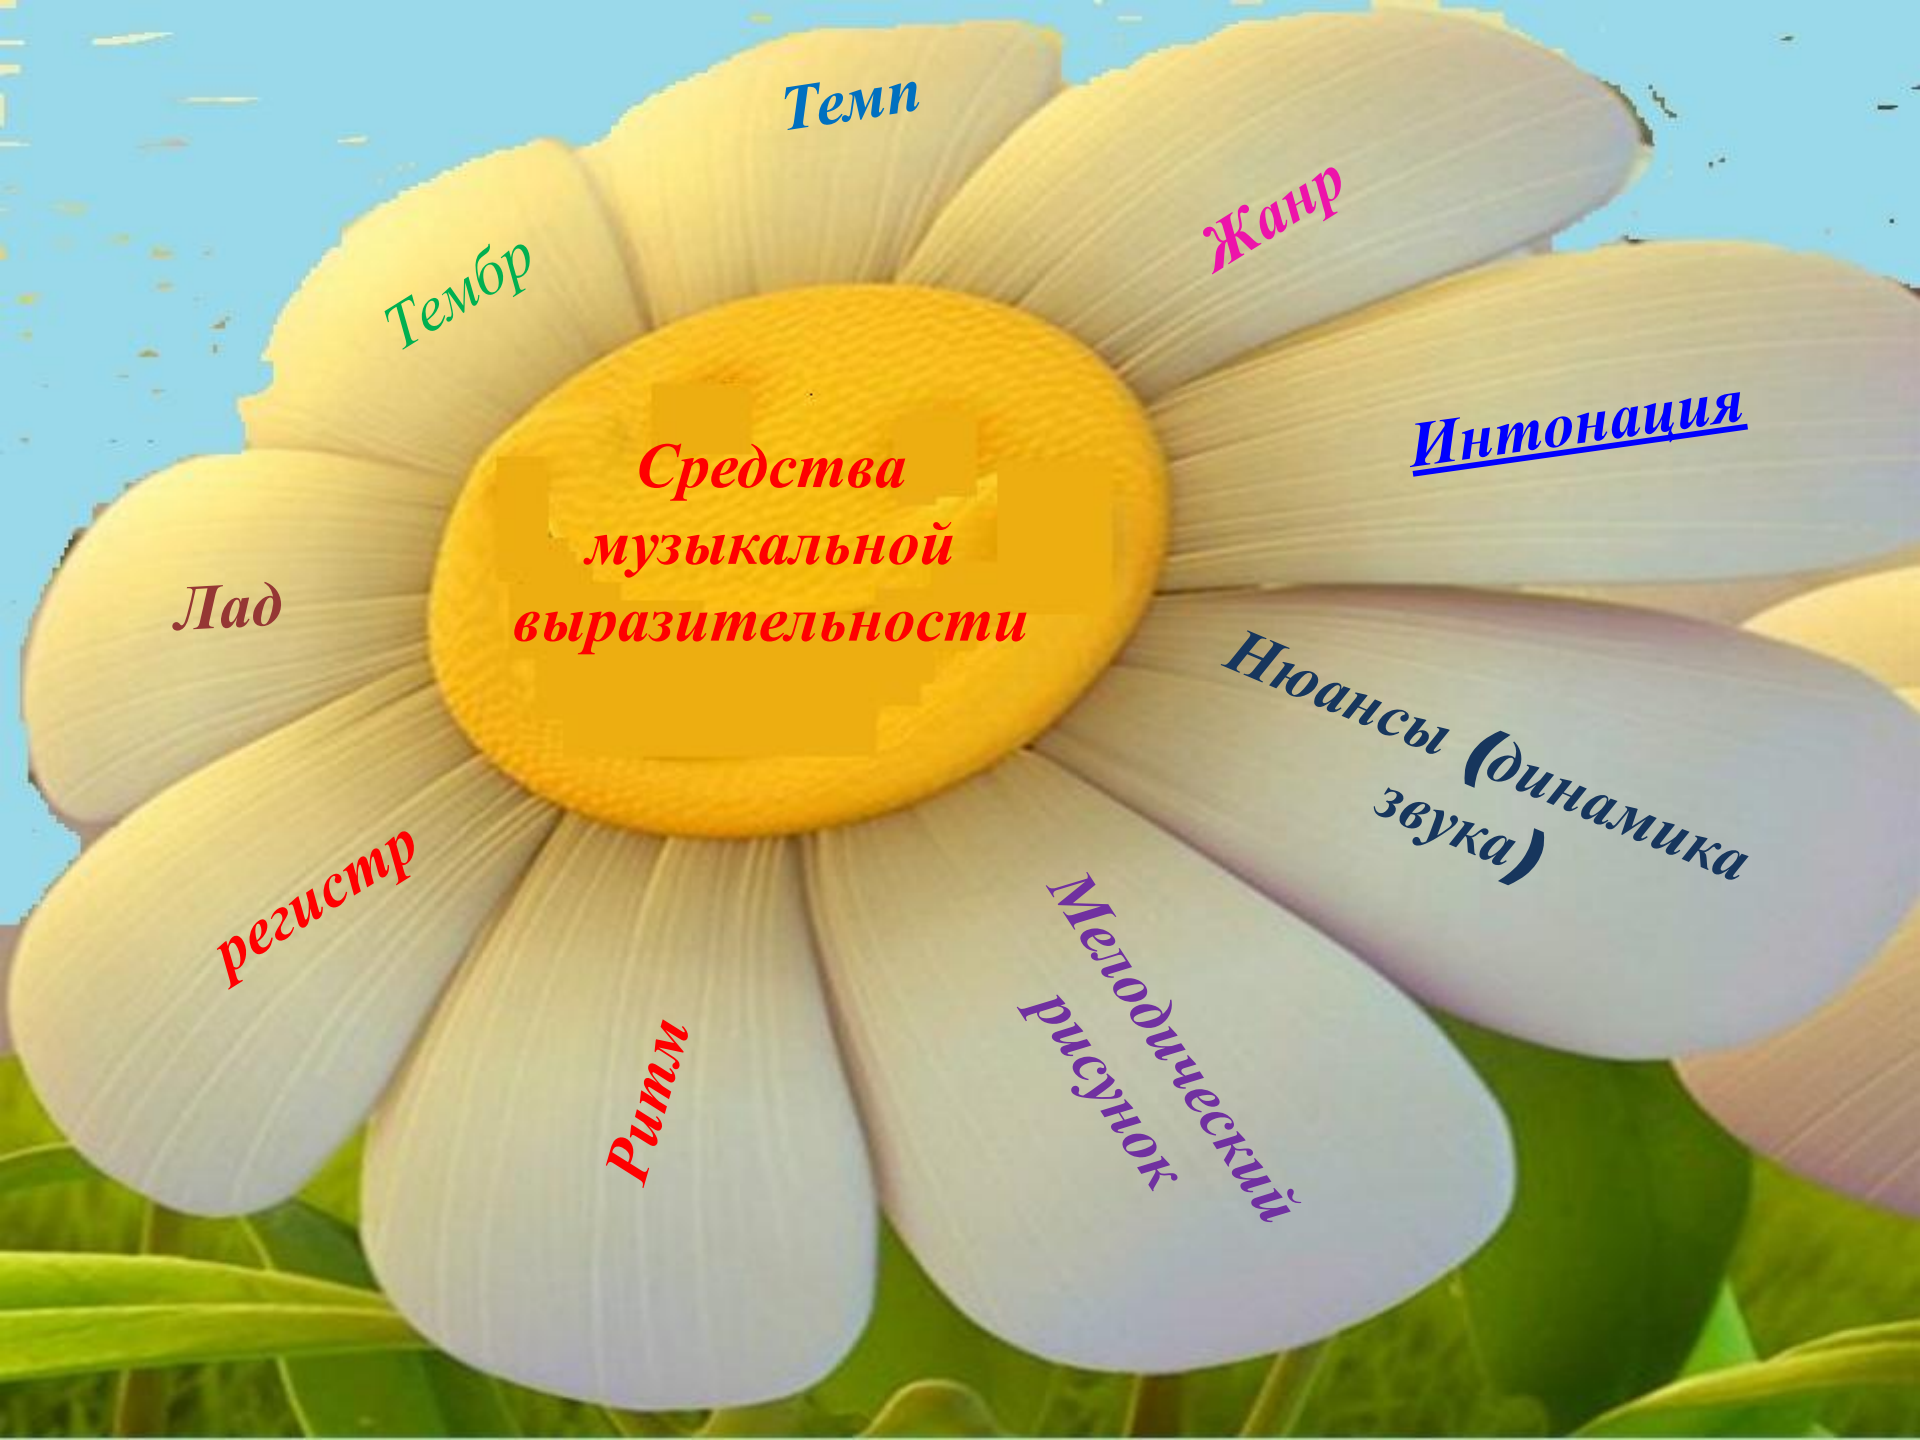 Темп
Жанр
Тембр
Интонация
Средства
музыкальной
выразительности
Лад
Нюансы (динамика
звука)
регистр
Мелодический
рисунок
Ритм